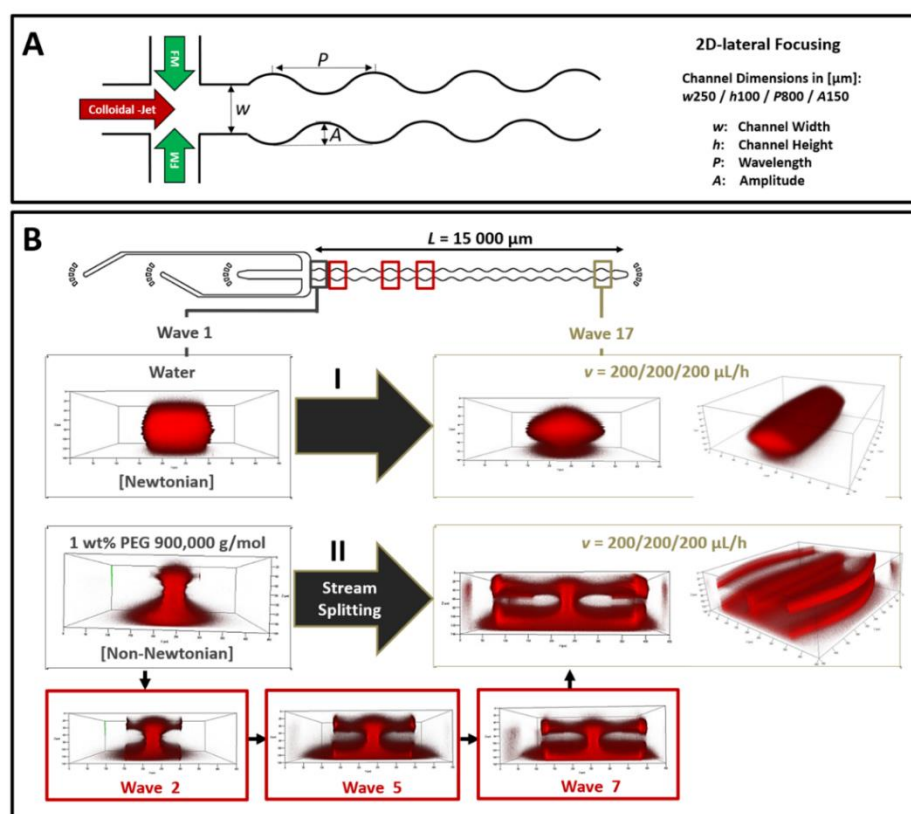 A
FM
P
w
Colloidal -Jet
A
FM
2D-lateral Focusing
Channel Dimensions in [µm]:
w250 / h100 / P800 / A150
w: Channel Width
h: Channel Height
P: Wavelength
A: Amplitude
B
L = 15 000 µm
Wave 1
Wave 17
Water
I
v = 200/200/200 µL/h
[Newtonian]
1 wt% PEG 900,000 g/mol
II
Stream
Splitting
v = 200/200/200 µL/h
[Non-Newtonian]
Wave 2
Wave 5
Wave 7